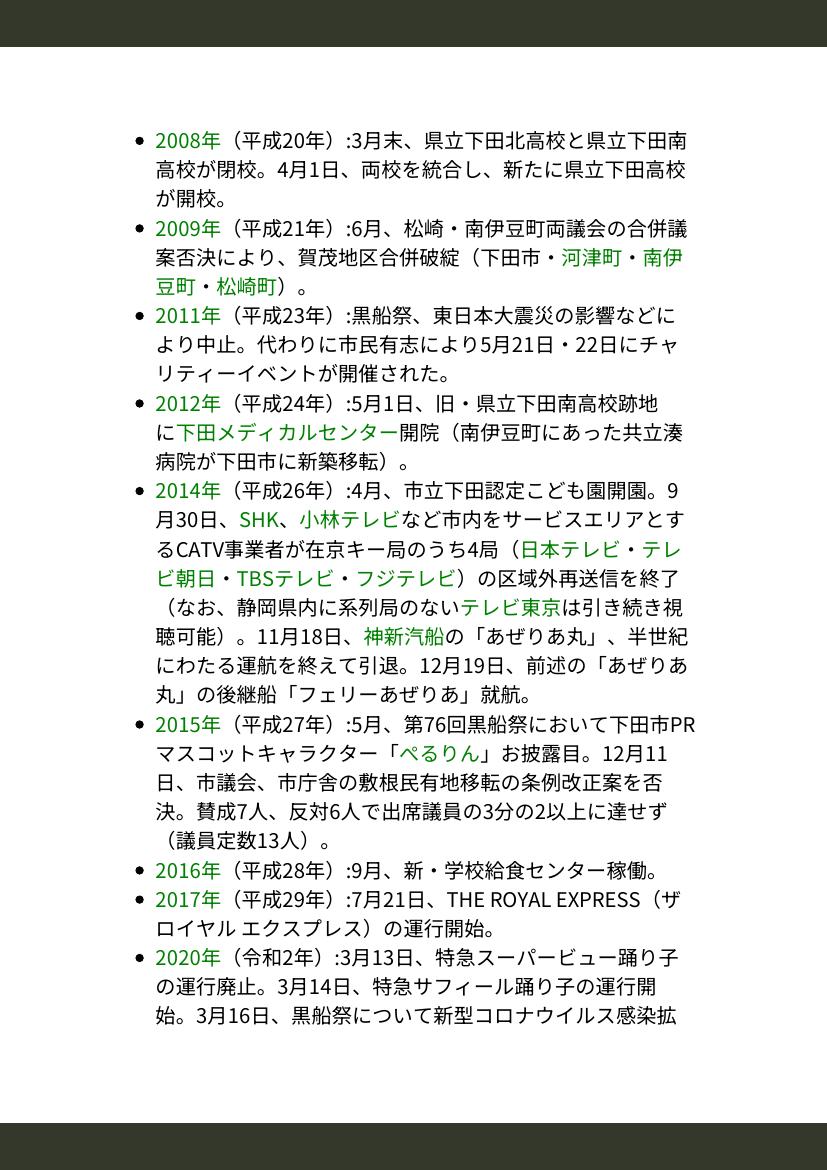 • 2008年（平成20年）:3月末、県立下田北高校と県立下田南
高校が閉校。4月1日、両校を統合し、新たに県立下田高校
が開校。
• 2009年（平成21年）:6月、松崎・南伊豆町両議会の合併議
案否決により、賀茂地区合併破綻（下田市・河津町・南伊
豆町・松崎町）。
• 2011年（平成23年）:黒船祭、東日本大震災の影響などに
より中止。代わりに市民有志により5月21日・22日にチャ
リティーイベントが開催された。
• 2012年（平成24年）:5月1日、旧・県立下田南高校跡地
に下田メディカルセンター開院（南伊豆町にあった共立湊
病院が下田市に新築移転）。
• 2014年（平成26年）:4月、市立下田認定こども園開園。9
月30日、SHK、小林テレビなど市内をサービスエリアとす
るCATV事業者が在京キー局のうち4局（日本テレビ・テレ
ビ朝日・TBSテレビ・フジテレビ）の区域外再送信を終了
（なお、静岡県内に系列局のないテレビ東京は引き続き視
聴可能）。11月18日、神新汽船の「あぜりあ丸」、半世紀
にわたる運航を終えて引退。12月19日、前述の「あぜりあ
丸」の後継船「フェリーあぜりあ」就航。
• 2015年（平成27年）:5月、第76回黒船祭において下田市PR
マスコットキャラクター「ぺるりん」お披露目。12月11
日、市議会、市庁舎の敷根民有地移転の条例改正案を否
決。賛成7人、反対6人で出席議員の3分の2以上に達せず
（議員定数13人）。
• 2016年（平成28年）:9月、新・学校給食センター稼働。
• 2017年（平成29年）:7月21日、THE ROYAL EXPRESS（ザ
ロイヤル エクスプレス）の運行開始。
• 2020年（令和2年）:3月13日、特急スーパービュー踊り子
の運行廃止。3月14日、特急サフィール踊り子の運行開
始。3月16日、黒船祭について新型コロナウイルス感染拡